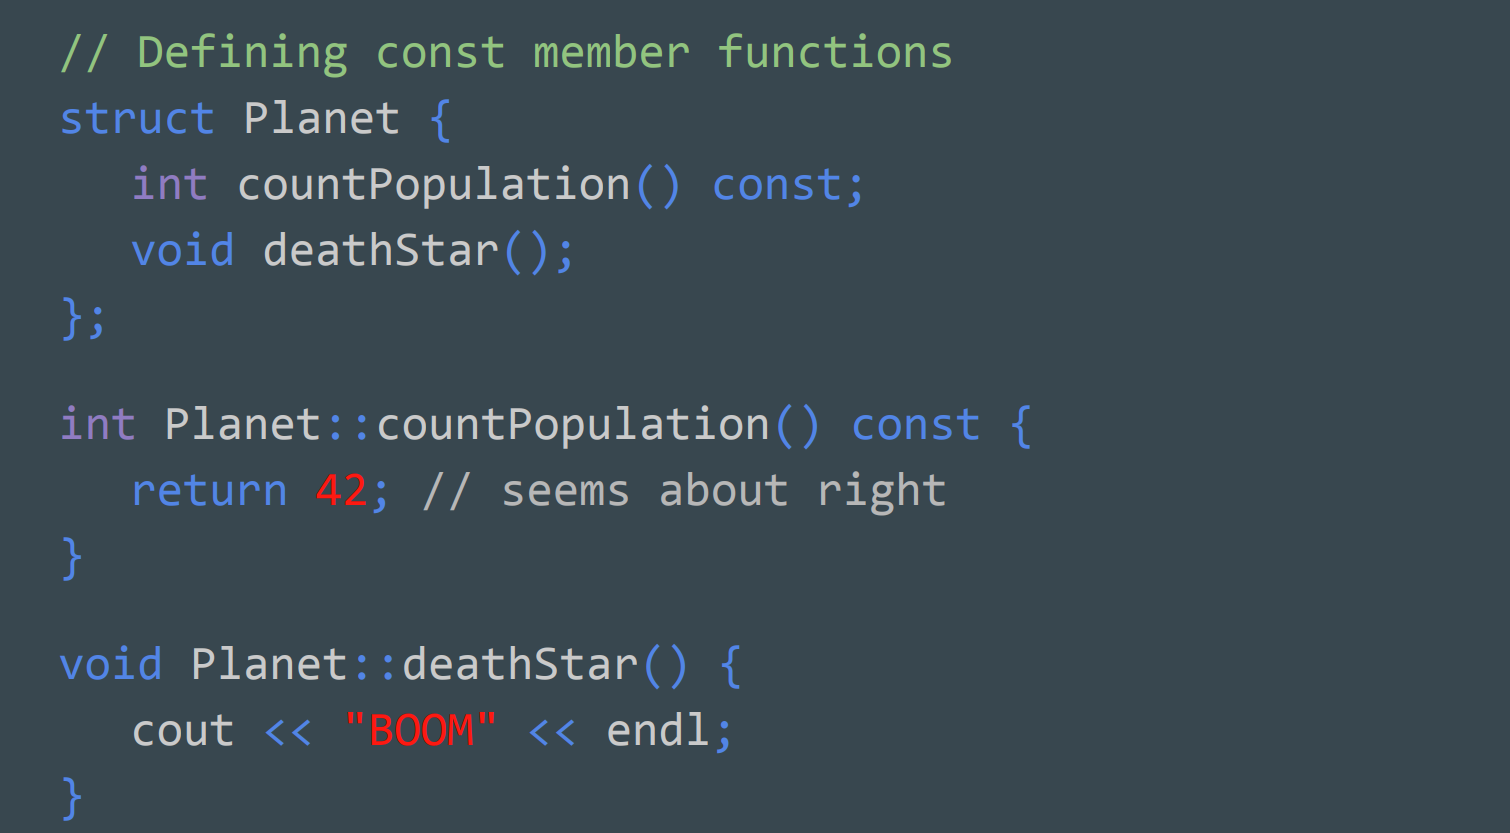 // Defining const member functions
struct Planet {
int countPopulation() const;
void deathStar();
};
int Planet::countPopulation() const {
return 42; // seems about right
}
void Planet::deathStar() {
cout << "BOOM" << endl;
}